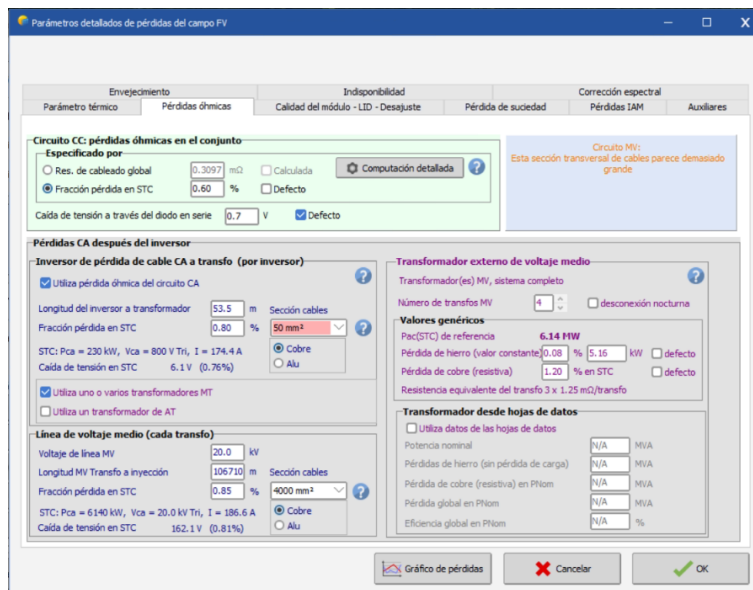 Parámetros detallados de pérdidas del campo FV
Envejecimiento Indisponibilidad Corrección espectral
Parámetro térmico Pérdidas óhmicas Calidad del módulo - LID - Desajuste Pérdida de suciedad Pérdidas IAM Auxiliares
Circuito CC: pérdidas óhmicas en el conjunto
Especificado por
Res. de cableado global 0.3097 mΩ Calculada Computación detallada ?
Fracción pérdida en STC 0.60 % Defecto
Caída de tensión a través del diodo en serie 0.7 V Defecto
Circuito MV:
Esta sección transversal de cables parece demasiado
grande
Pérdidas CA después del inversor
Inversor de pérdida de cable CA a transfo (por inversor)
Utiliza pérdida óhmica del circuito CA ?
Longitud del inversor a transformador 53.5 m Sección cables
Fracción pérdida en STC 0.80 % 50 mm² ?
STC: Pca = 230 kW, Vca = 800 V Tri, I = 174.4 A Cobre
Caída de tensión en STC 6.1 V (0.76%) Alu
Utiliza uno o varios transformadores MT
Utiliza un transformador de AT
Línea de voltaje medio (cada transfo)
Voltaje de línea MV 20.0 kV
Longitud MV Transfo a inyección 106710 m Sección cables
Fracción pérdida en STC 0.85 % 4000 mm² ?
STC: Pca = 6140 kW, Vca = 20.0 kV Tri, I = 186.6 A Cobre
Caída de tensión en STC 162.1 V (0.81%) Alu
Transformador externo de voltaje medio
Transformador(es) MV, sistema completo ?
Número de transfos MV 4 desconexión nocturna
Valores genéricos
Pac(STC) de referencia 6.14 MW
Pérdida de hierro (valor constante) 0.08 % 5.16 kW defecto
Pérdida de cobre (resistiva) 1.20 % en STC defecto
Resistencia equivalente del transfo 3 x 1.25 mΩ/transfo
Transformador desde hojas de datos
Utiliza datos de las hojas de datos
Potencia nominal N/A MVA
Pérdidas de hierro (sin pérdida de carga) N/A MVA
Pérdida de cobre (resistiva) en PNom N/A MVA
Pérdida global en PNom N/A MVA
Eficiencia global en PNom N/A %
Gráfico de pérdidas Cancelar OK